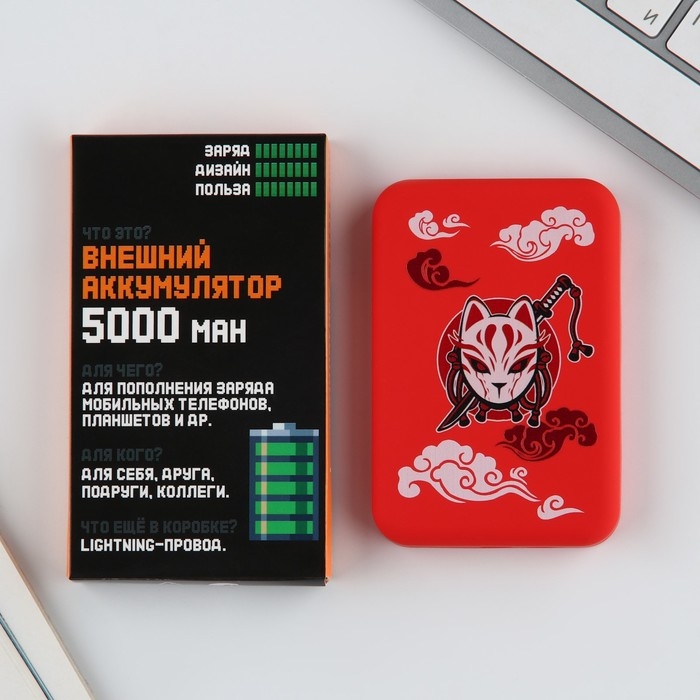 ЗАРЯД
ДИЗАЙН
ПОЛЬЗА
ЧТО ЭТО?
ВНЕШНИЙ
АККУМУЛЯТОР
5000 МАН
ДЛЯ ЧЕГО?
ДЛЯ ПОПОЛНЕНИЯ ЗАРЯДА
МОБИЛЬНЫХ ТЕЛЕФОНОВ,
ПЛАНШЕТОВ И ДР.
ДЛЯ КОГО?
ДЛЯ СЕБЯ, ДРУГА,
ПОДРУГИ, КОЛЛЕГИ.
ЧТО ЕЩЁ В КОРОБКЕ?
LIGHTNING-ПРОВОД.
И